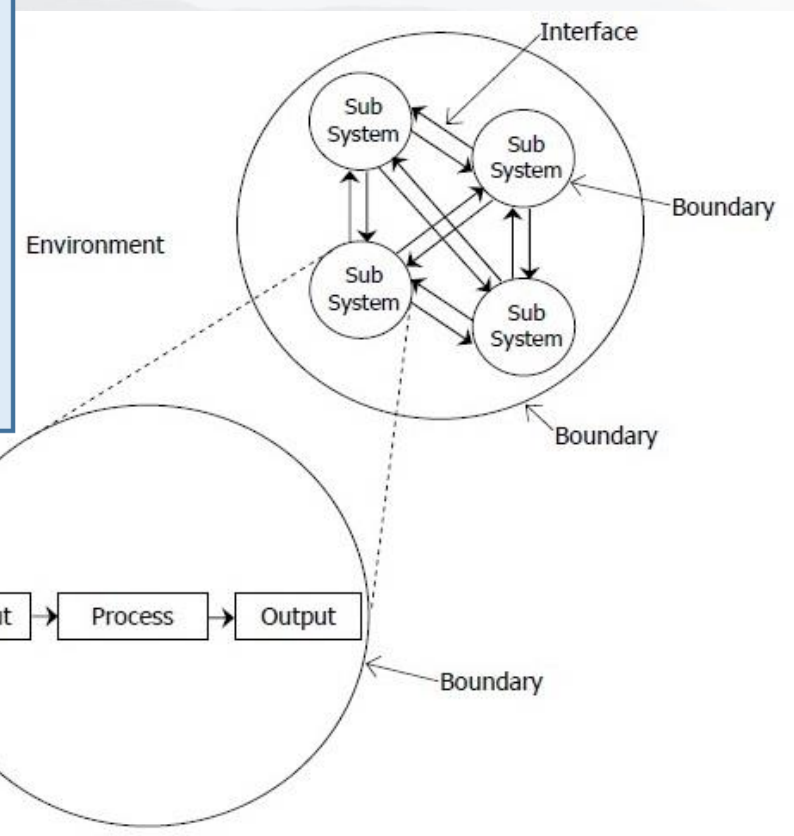 Interface
Sub
System
Sub
System
Boundary
Environment
Sub
System
Sub
System
Boundary
Process
Output
Boundary